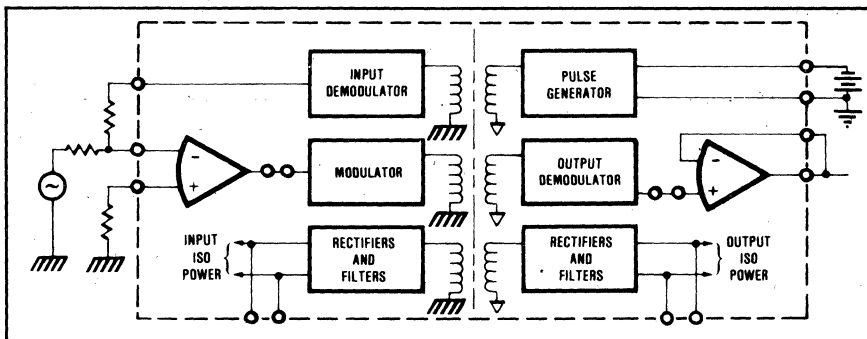 INPUT
DEMODULATOR
PULSE
GENERATOR
−
+
MODULATOR
OUTPUT
DEMODULATOR
−
+
INPUT
ISO
POWER
RECTIFIERS
AND
FILTERS
RECTIFIERS
AND
FILTERS
OUTPUT
ISO
POWER